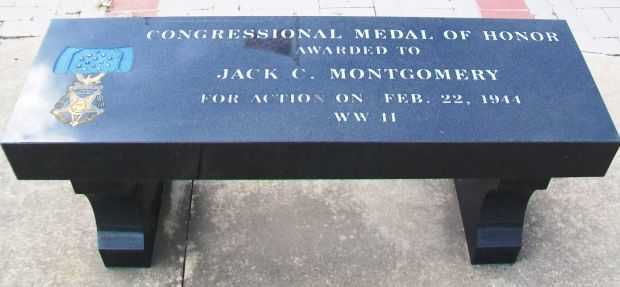 CONGRESSIONAL MEDAL OF HONOR
AWARDED TO
JACK C. MONTGOMERY
FOR ACTION ON FEB. 22, 1944
WW II